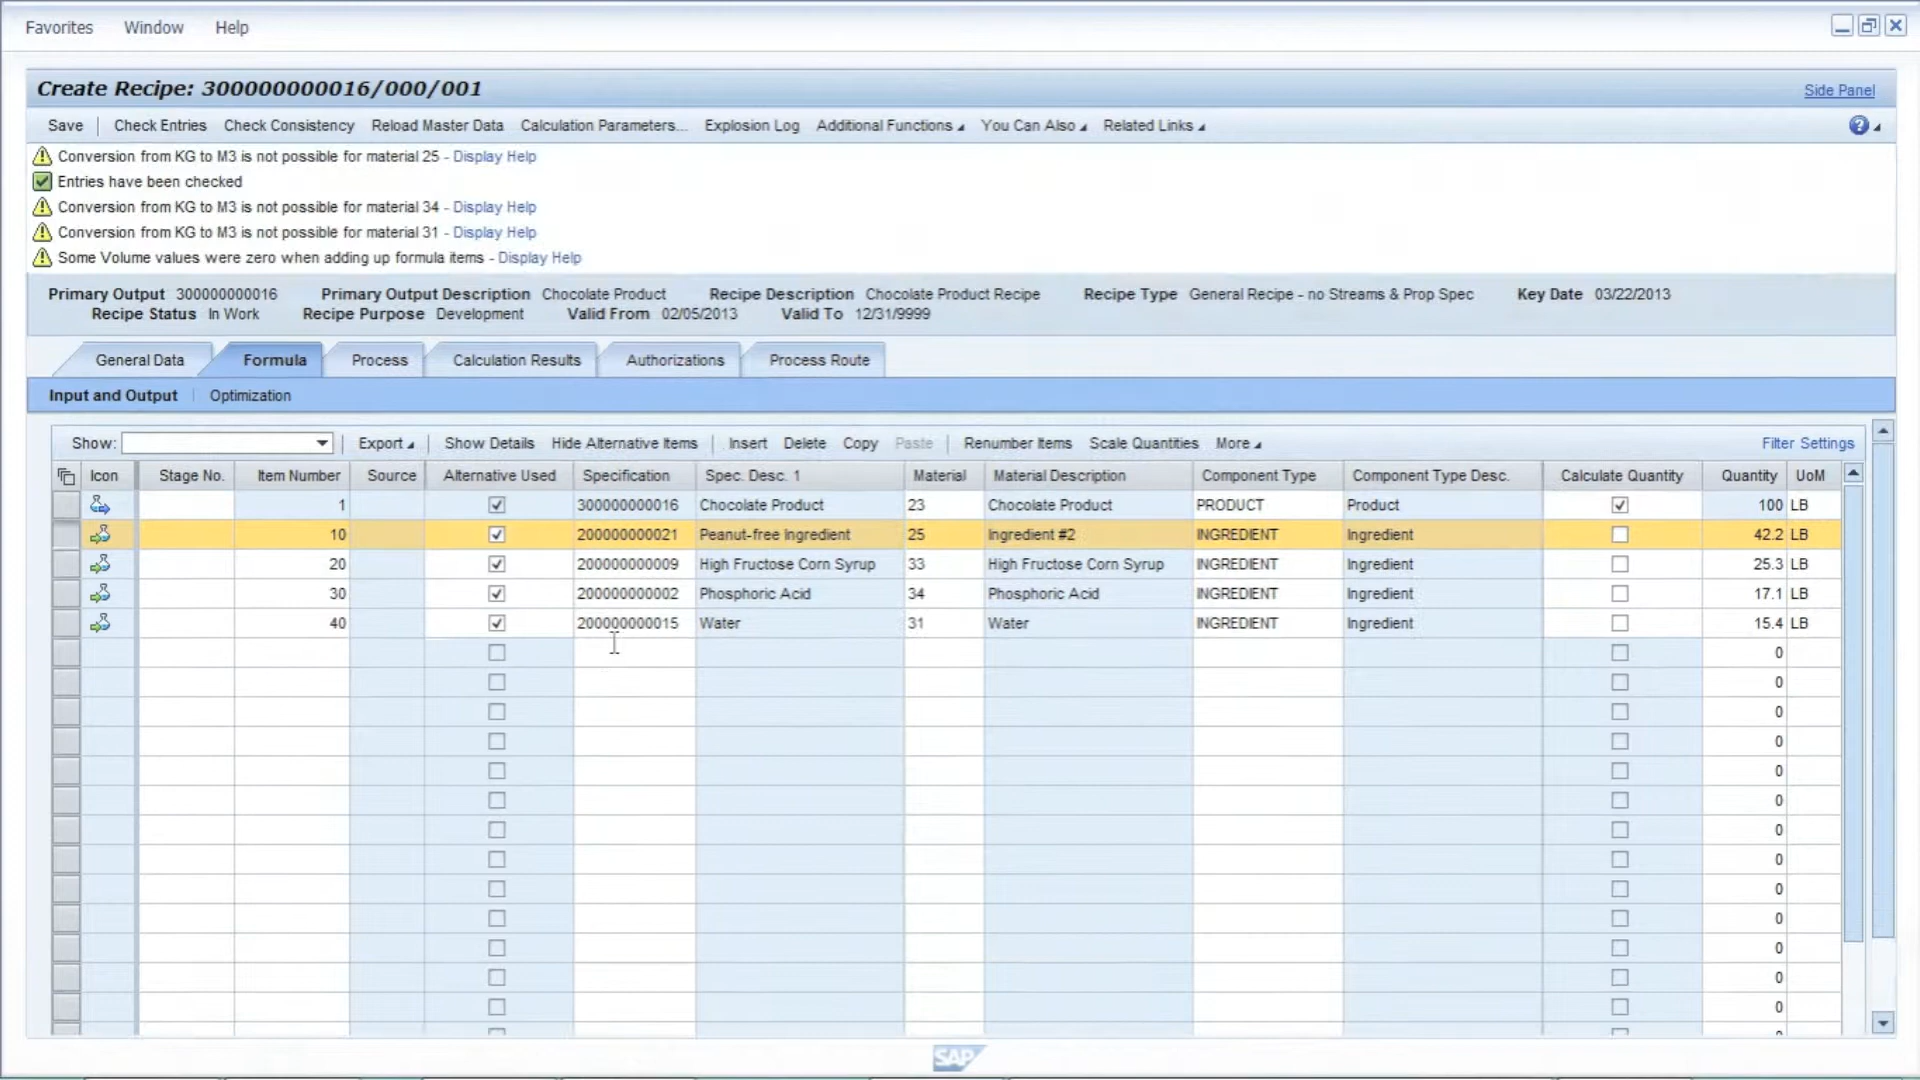 Favorites Window Help
Create Recipe: 300000000016/000/001 Side Panel
Save Check Entries Check Consistency Reload Master Data Calculation Parameters... Explosion Log Additional Functions You Can Also Related Links ?
Conversion from KG to M3 is not possible for material 25 - Display Help
Entries have been checked
Conversion from KG to M3 is not possible for material 34 - Display Help
Conversion from KG to M3 is not possible for material 31 - Display Help
Some Volume values were zero when adding up formula items - Display Help
Primary Output 300000000016 Primary Output Description Chocolate Product Recipe Description Chocolate Product Recipe Recipe Type General Recipe - no Streams & Prop Spec Key Date 03/22/2013
Recipe Status In Work Recipe Purpose Development Valid From 02/05/2013 Valid To 12/31/9999
General Data Formula Process Calculation Results Authorizations Process Route
Input and Output Optimization
Show: Export Show Details Hide Alternative Items Insert Delete Copy Paste Renumber Items Scale Quantities More Filter Settings
Icon Stage No. Item Number Source Alternative Used Specification Spec. Desc. 1 Material Material Description Component Type Component Type Desc. Calculate Quantity Quantity UoM
1 300000000016 Chocolate Product 23 Chocolate Product PRODUCT Product 100 LB
10 200000000021 Peanut-free Ingredient 25 Ingredient #2 INGREDIENT Ingredient 42.2 LB
20 200000000009 High Fructose Corn Syrup 33 High Fructose Corn Syrup INGREDIENT Ingredient 25.3 LB
30 200000000002 Phosphoric Acid 34 Phosphoric Acid INGREDIENT Ingredient 17.1 LB
40 200000000015 Water 31 Water INGREDIENT Ingredient 15.4 LB
0
0
0
0
0
0
0
0
0
0
0
0
0
SAP